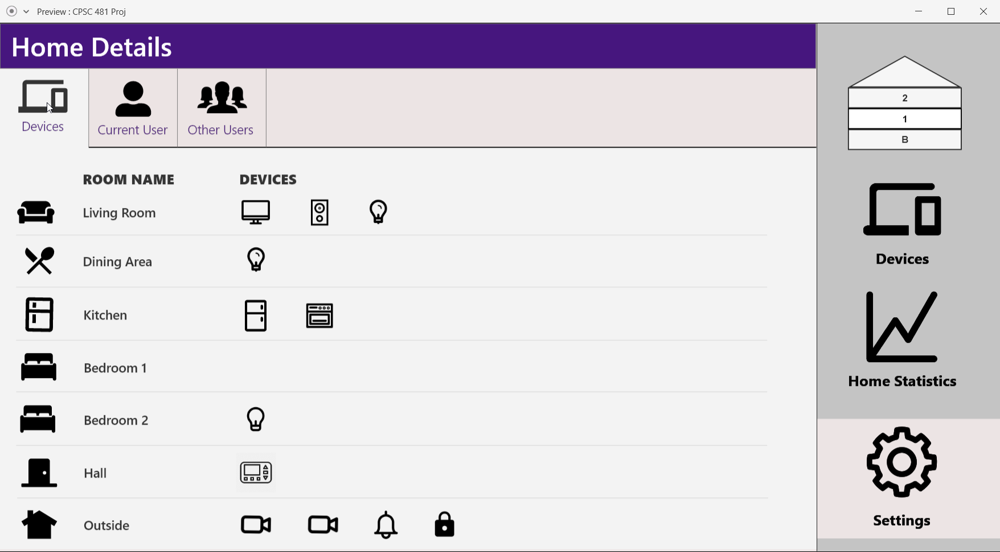 Preview : CPSC 481 Proj
Home Details
Devices
Current User
Other Users
ROOM NAME DEVICES
Living Room
Dining Area
Kitchen
Bedroom 1
Bedroom 2
Hall
Outside
2
1
B
Devices
Home Statistics
Settings